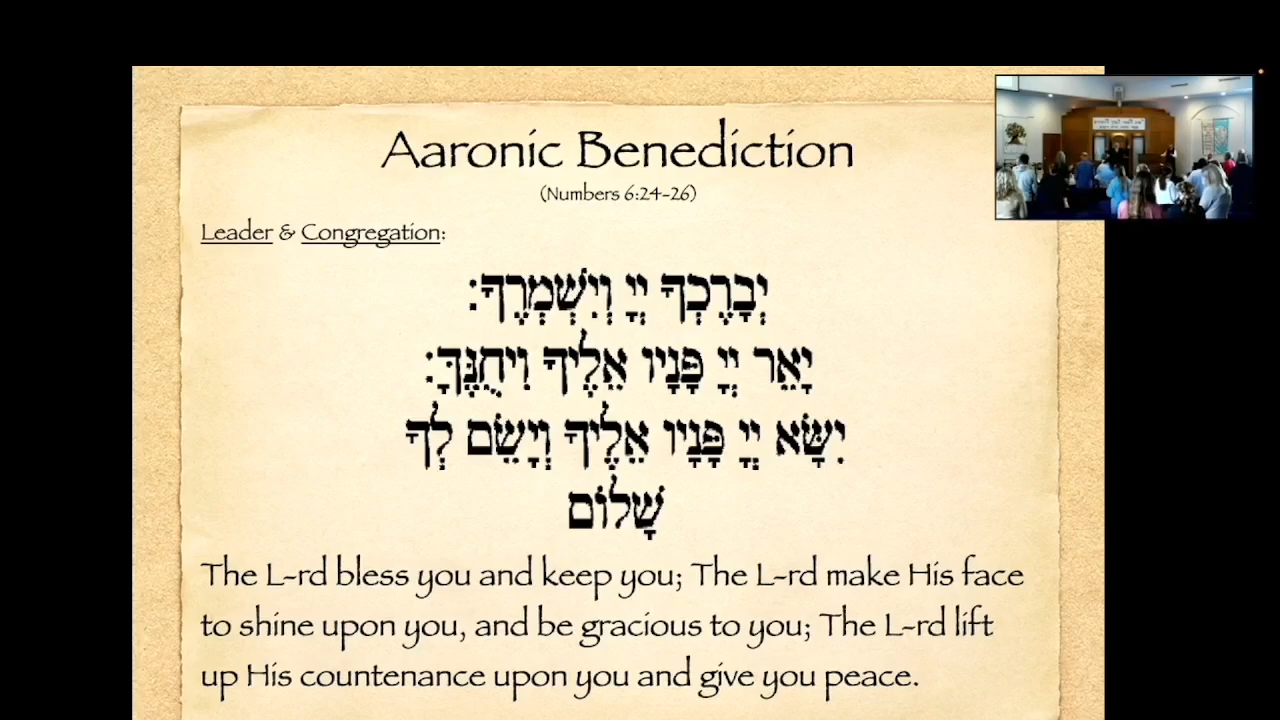 Aaronic Benediction
(Numbers 6:24-26)
Leader & Congregation:
יְבָרֶכְךָ יְיָ וְיִשְׁמְרֶךָ:
יָאֵר יְיָ פָּנָיו אֵלֶיךָ וִיחֻנֶּךָּ:
יִשָּׂא יְיָ פָּנָיו אֵלֶיךָ וְיָשֵׂם לְךָ
שָׁלוֹם
The L-rd bless you and keep you; The L-rd make His face
to shine upon you, and be gracious to you; The L-rd lift
up His countenance upon you and give you peace.